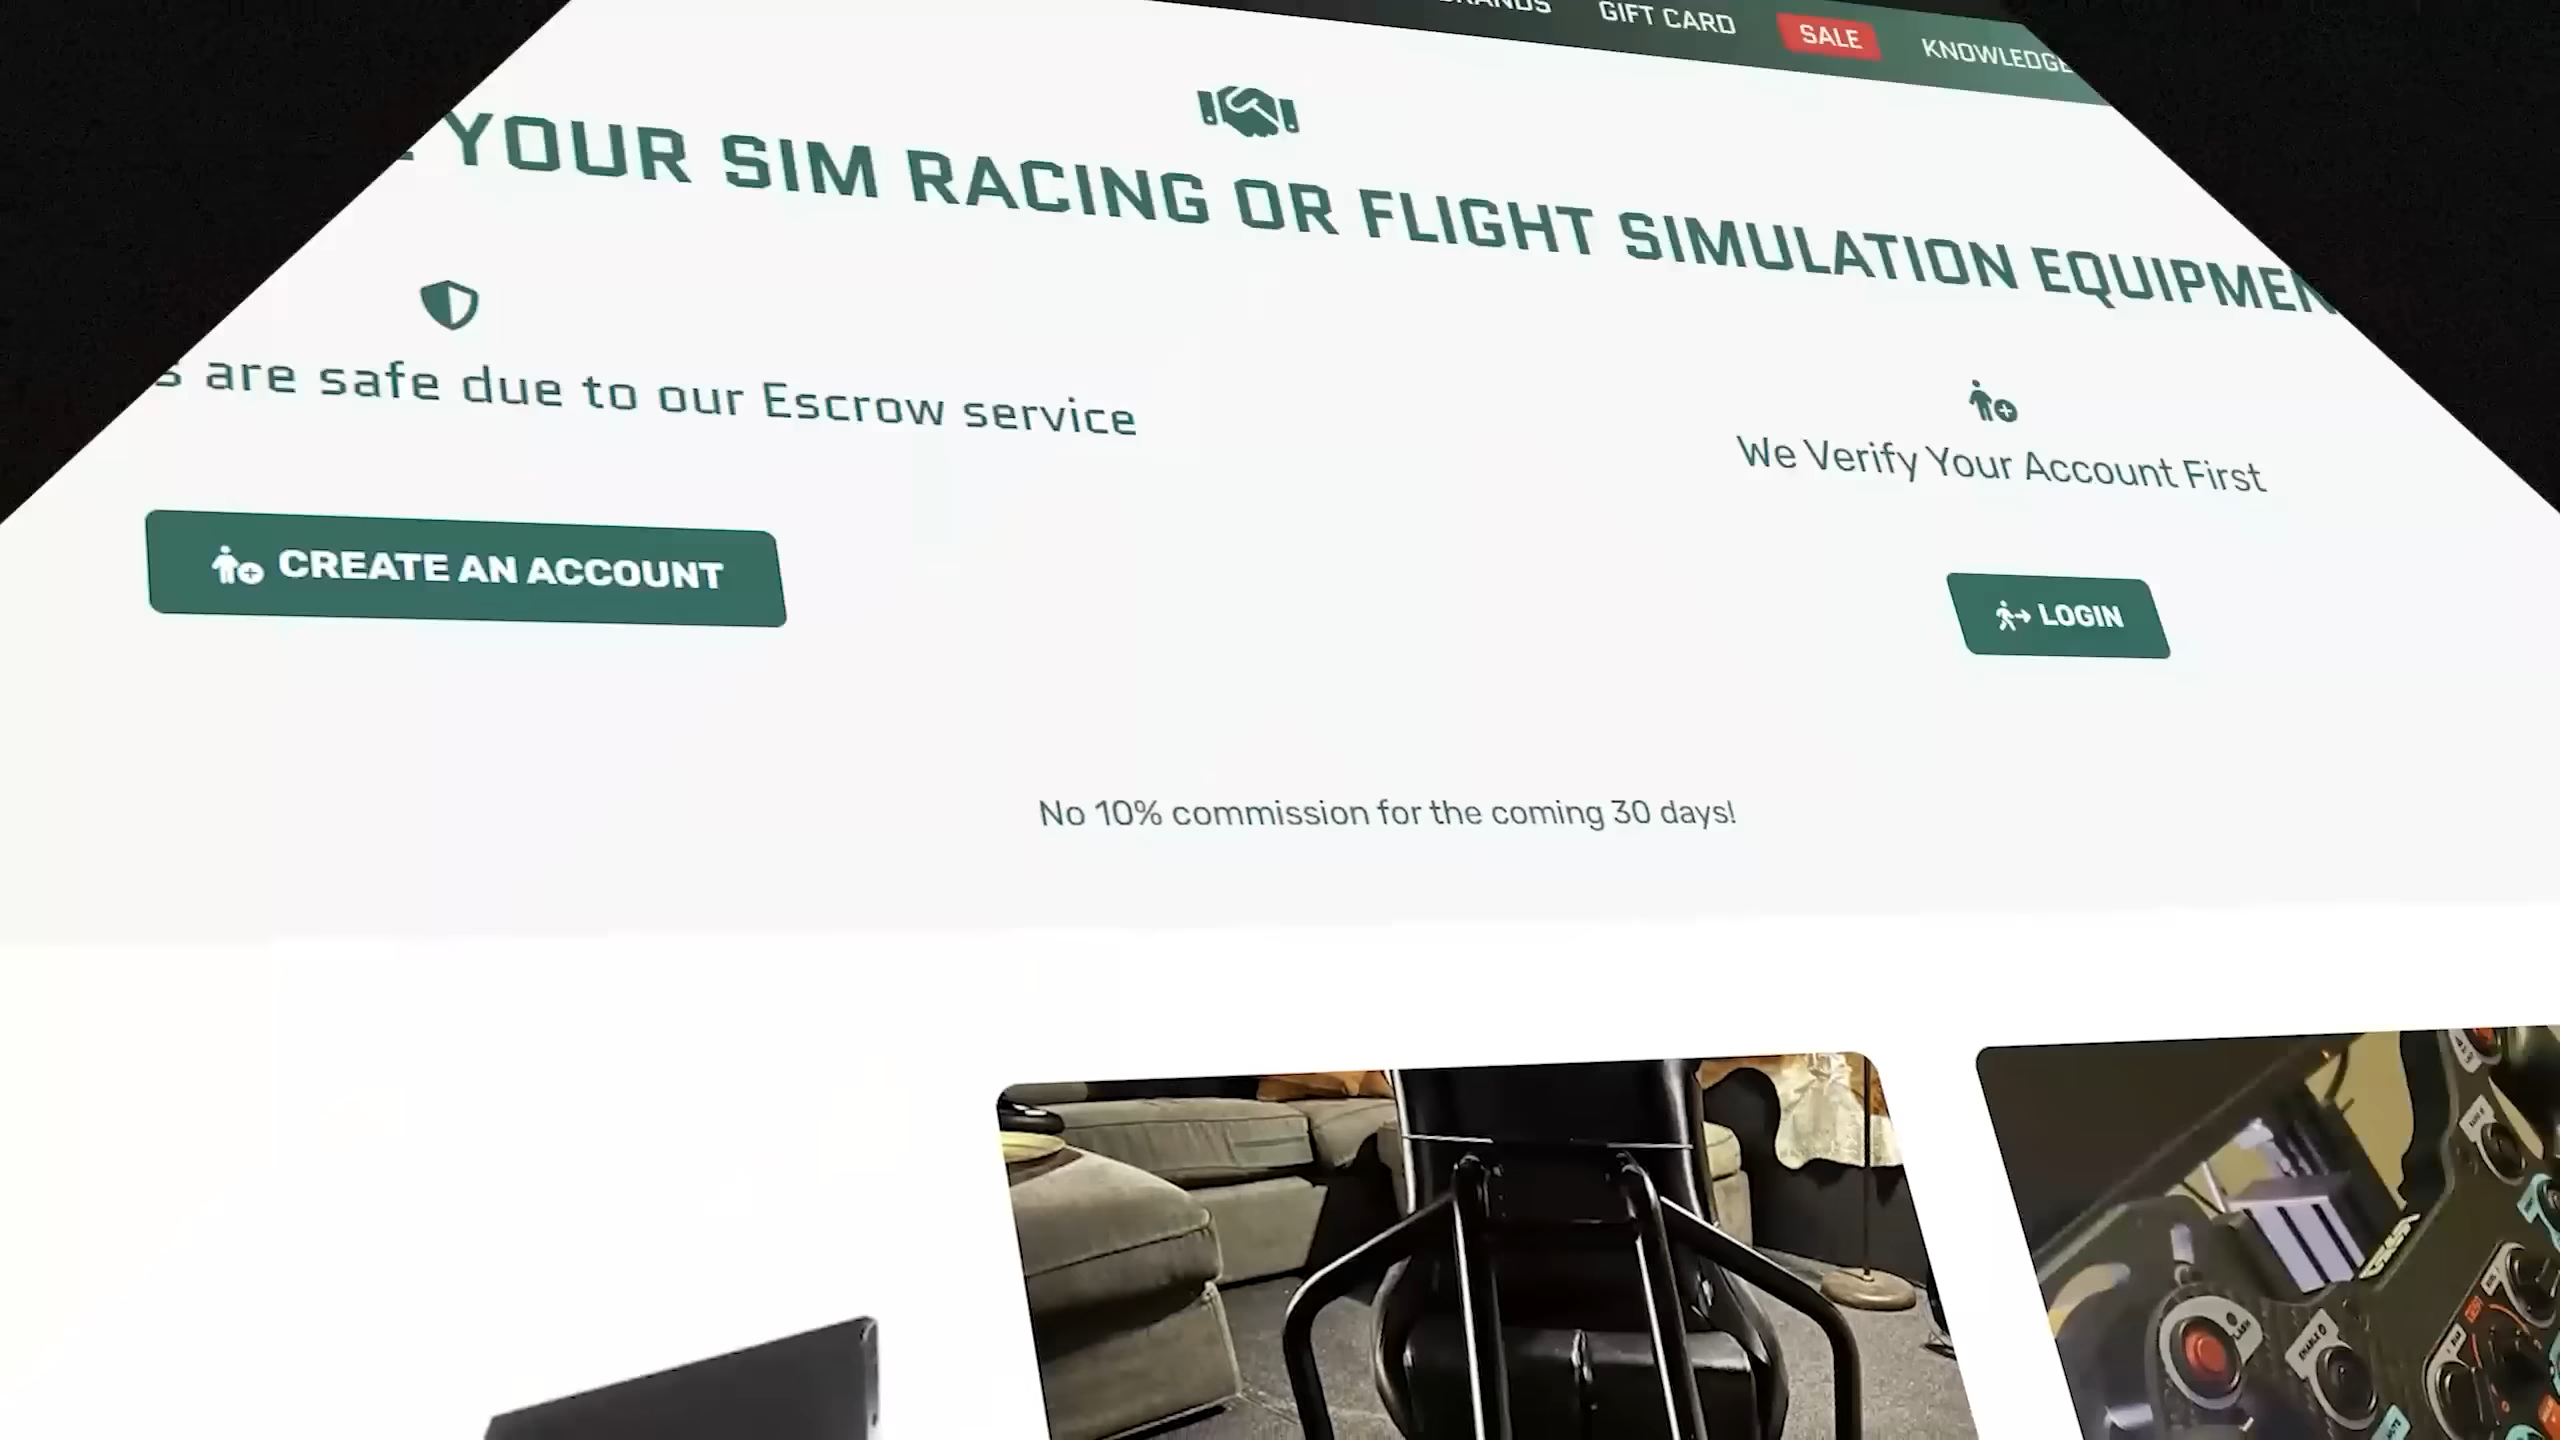 GIFT CARD
SALE
KNOWLEDGE
YOUR SIM RACING OR FLIGHT SIMULATION
are safe due to our Escrow service
We Verify Your Account First
CREATE AN ACCOUNT
LOGIN
No 10% commission for the coming 30 days!
ENABLE